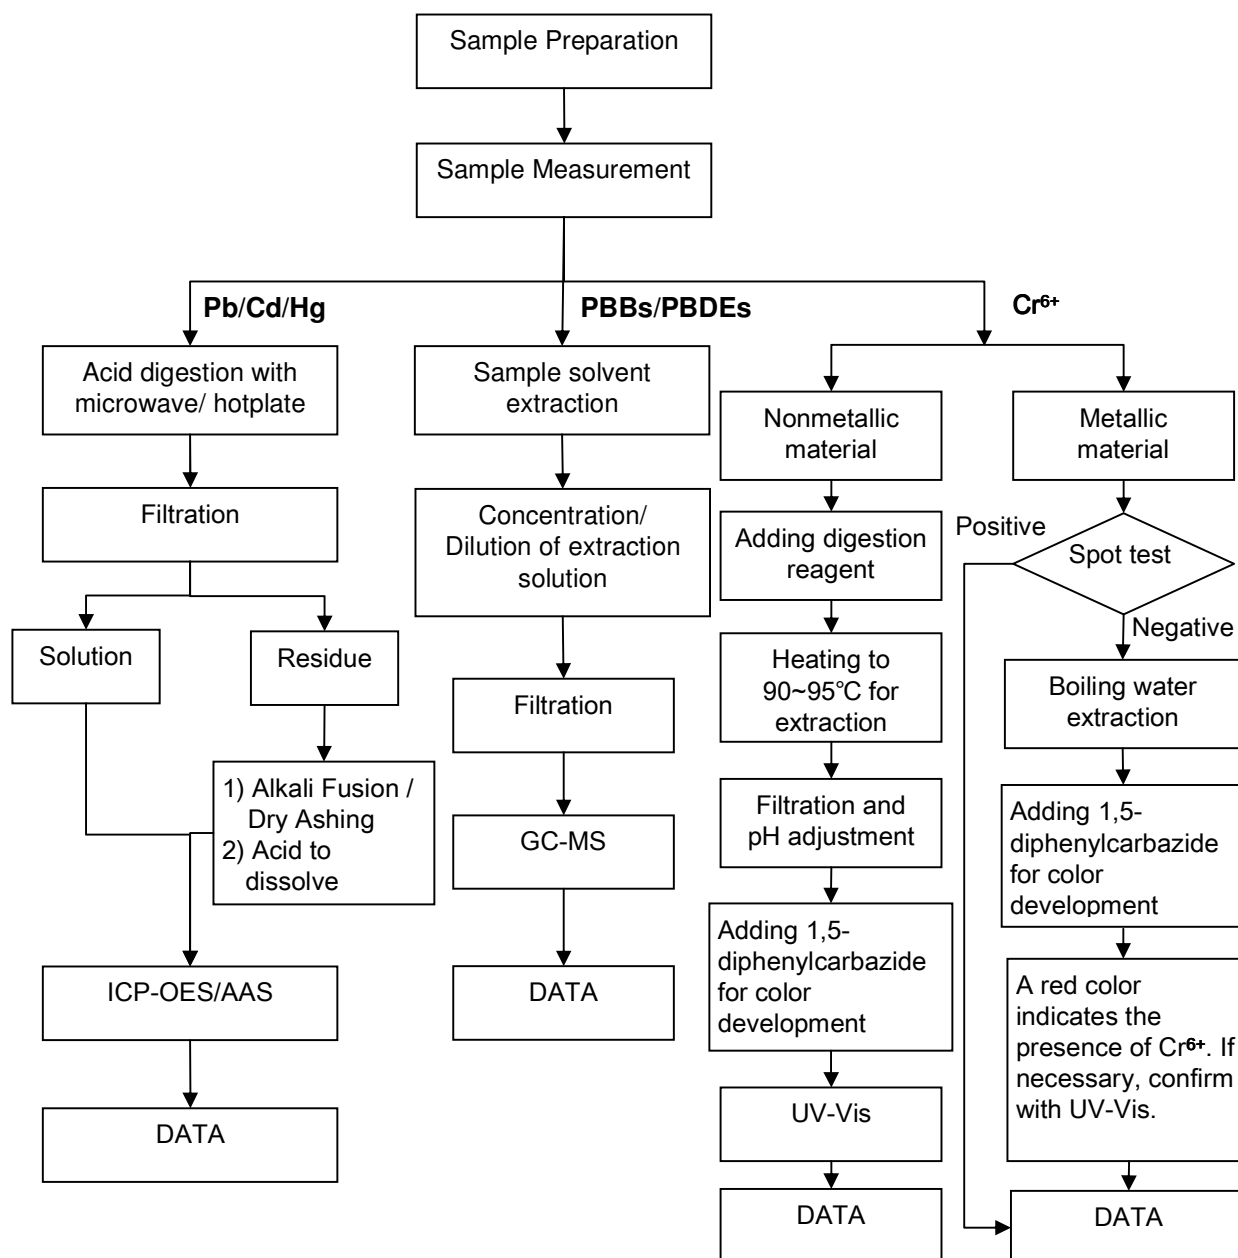 Sample Preparation
Sample Measurement
Pb/Cd/Hg
PBBs/PBDEs
Cr⁶⁺
Acid digestion with
microwave/ hotplate
Filtration
Solution
Residue
1) Alkali Fusion /
Dry Ashing
2) Acid to
dissolve
ICP-OES/AAS
DATA
Sample solvent
extraction
Concentration/
Dilution of extraction
solution
Filtration
GC-MS
DATA
Nonmetallic
material
Adding digestion
reagent
Heating to
90~95℃ for
extraction
Filtration and
pH adjustment
Adding 1,5-
diphenylcarbazide
for color
development
UV-Vis
DATA
Metallic
material
Positive
Spot test
Negative
Boiling water
extraction
Adding 1,5-
diphenylcarbazide
for color
development
A red color
indicates the
presence of Cr⁶⁺. If
necessary, confirm
with UV-Vis.
DATA